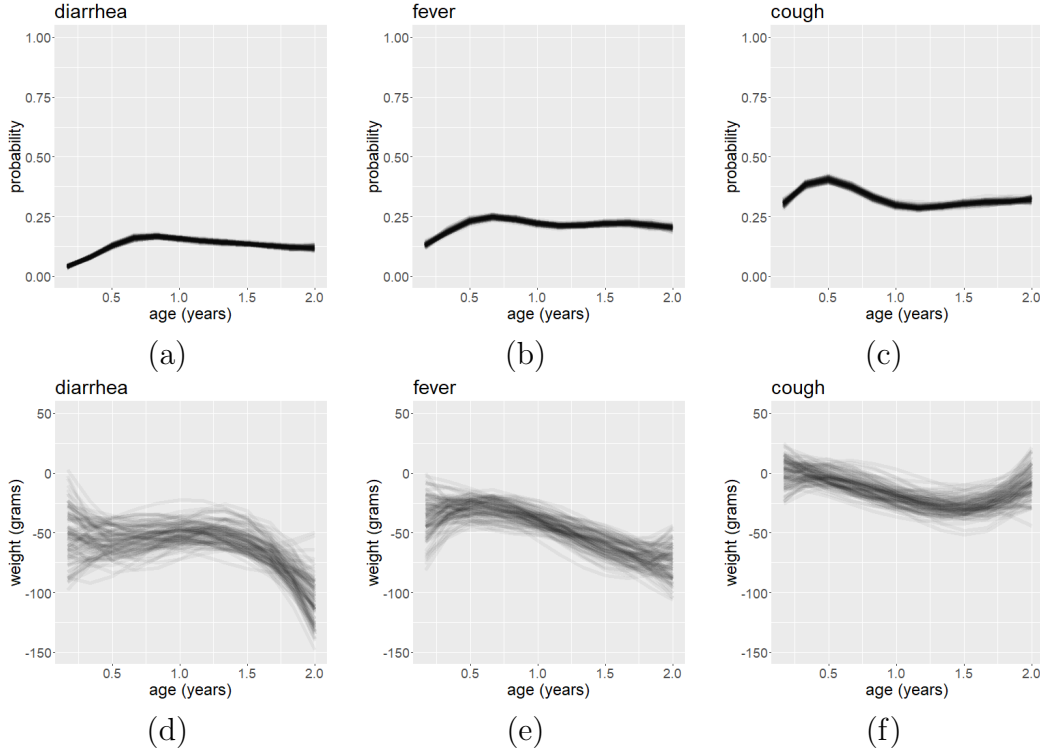 diarrhea
fever
cough
1.00
0.75
0.50
0.25
0.00
probability
0.5 1.0 1.5 2.0
age (years)
(a)
1.00
0.75
0.50
0.25
0.00
probability
0.5 1.0 1.5 2.0
age (years)
(b)
1.00
0.75
0.50
0.25
0.00
probability
0.5 1.0 1.5 2.0
age (years)
(c)
diarrhea
fever
cough
50
0
-50
-100
-150
weight (grams)
0.5 1.0 1.5 2.0
age (years)
(d)
50
0
-50
-100
-150
weight (grams)
0.5 1.0 1.5 2.0
age (years)
(e)
50
0
-50
-100
-150
weight (grams)
0.5 1.0 1.5 2.0
age (years)
(f)